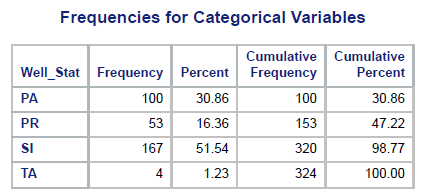 Frequencies for Categorical Variables
Well_Stat Frequency Percent Cumulative Frequency Cumulative Percent
PA 100 30.86 100 30.86
PR 53 16.36 153 47.22
SI 167 51.54 320 98.77
TA 4 1.23 324 100.00